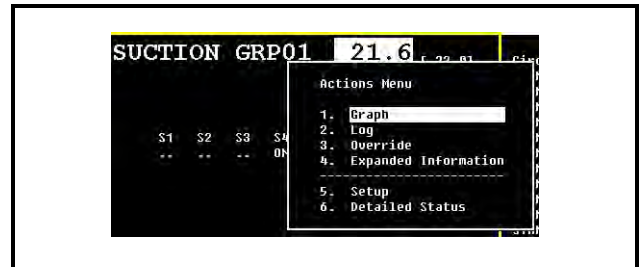 SUCTION GRP01 21.6
Actions Menu
1. Graph
2. Log
3. Override
4. Expanded Information
5. Setup
6. Detailed Status
S1 S2 S3 S4
-- -- --